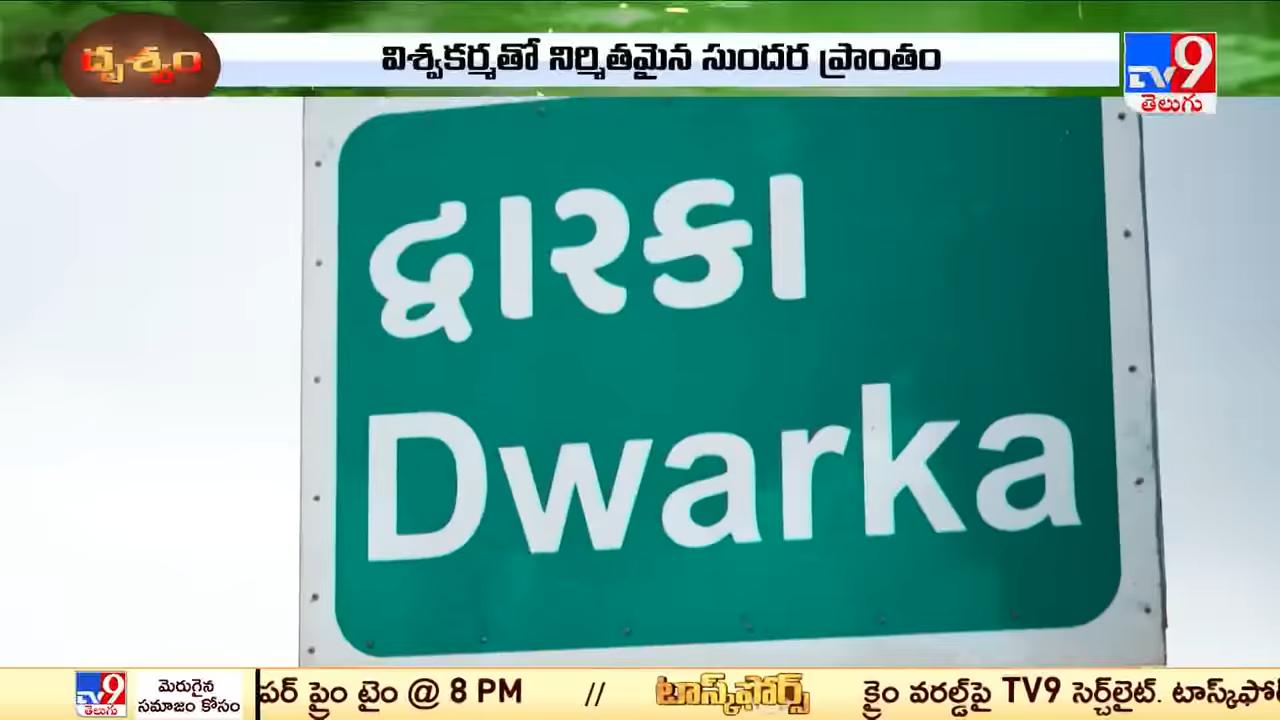 దృశ్యం
విశ్వకర్మతో నిర్మితమైన సుందర ప్రాంతం
TV9
తెలుగు
દ્વારકા
Dwarka
TV9
తెలుగు
మెరుగైన
సమాజం కోసం
పర్ ప్రైం టైం @ 8 PM // టాస్క్‌ఫోర్స్ క్రైం వరల్డ్‌పై TV9 సెర్చ్‌లైట్. టాస్క్‌ఫో